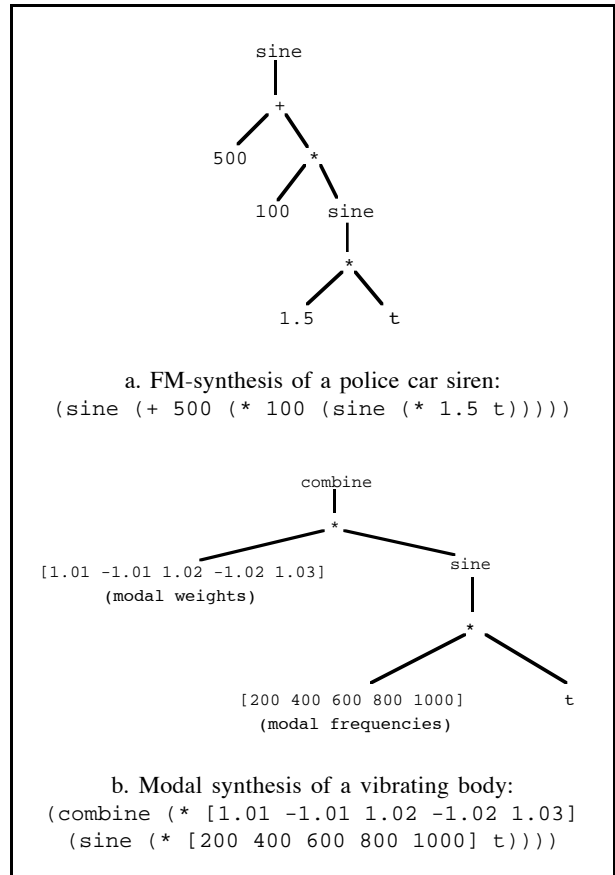 sine
+
500
*
100 sine
*
1.5 t
a. FM-synthesis of a police car siren:
(sine (+ 500 (* 100 (sine (* 1.5 t)))))
combine
*
[1.01 -1.01 1.02 -1.02 1.03] sine
(modal weights)
*
[200 400 600 800 1000] t
(modal frequencies)
b. Modal synthesis of a vibrating body:
(combine (* [1.01 -1.01 1.02 -1.02 1.03]
(sine (* [200 400 600 800 1000] t))))